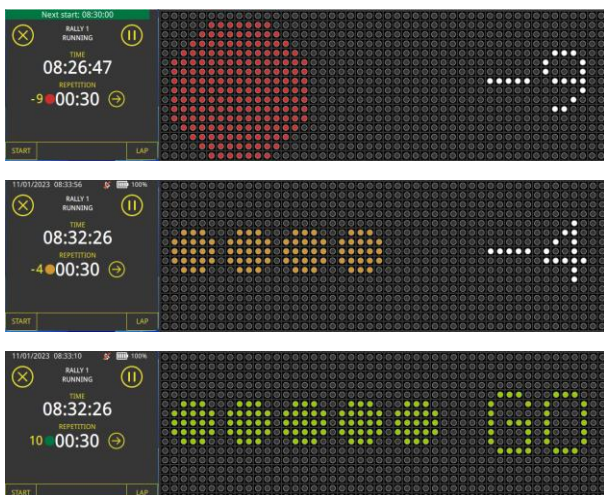 Next start: 08:30:00
RALLY 1
RUNNING
TIME
08:26:47
REPETITION
-9 00:30
START LAP
-9
11/01/2023 08:33:56 100%
RALLY 1
RUNNING
TIME
08:32:26
REPETITION
-4 00:30
START LAP
-4
11/01/2023 08:33:10 100%
RALLY 1
RUNNING
TIME
08:32:26
REPETITION
10 00:30
START LAP
60